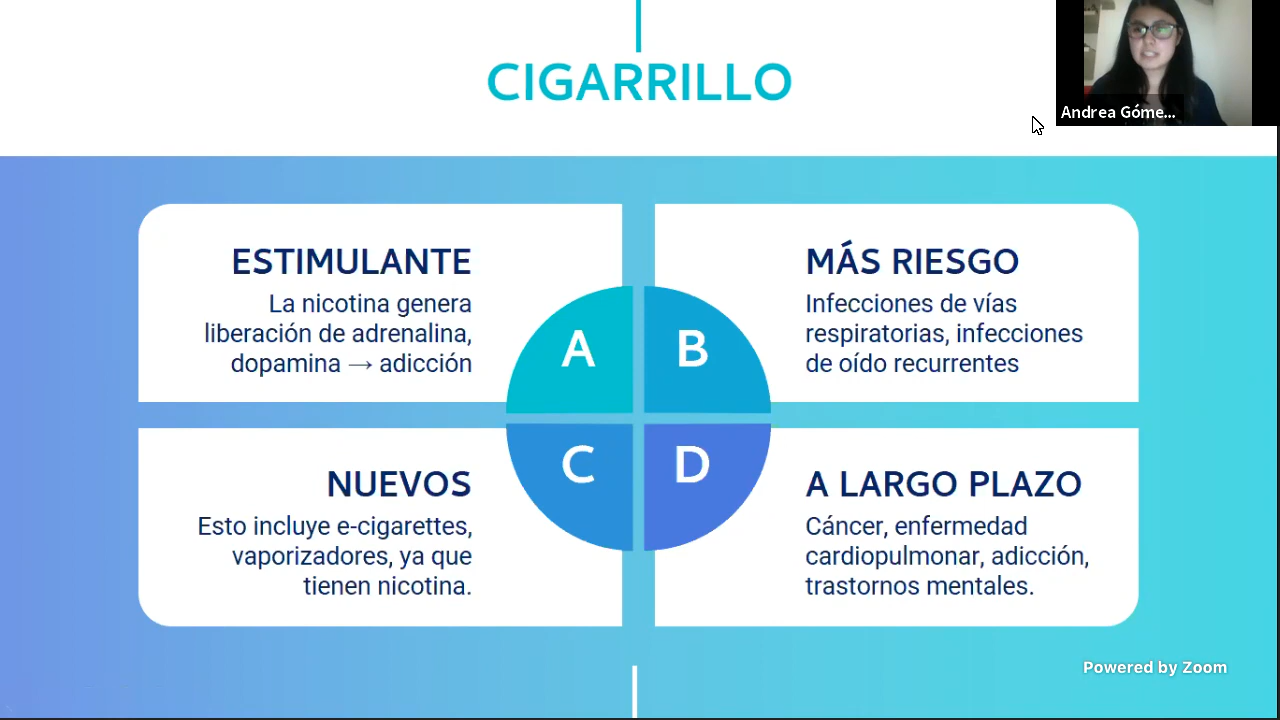 CIGARRILLO
Andrea Góme...
ESTIMULANTE
La nicotina genera
liberación de adrenalina,
dopamina → adicción
MÁS RIESGO
Infecciones de vías
respiratorias, infecciones
de oído recurrentes
A
B
C
D
NUEVOS
Esto incluye e-cigarettes,
vaporizadores, ya que
tienen nicotina.
A LARGO PLAZO
Cáncer, enfermedad
cardiopulmonar, adicción,
trastornos mentales.
Powered by Zoom